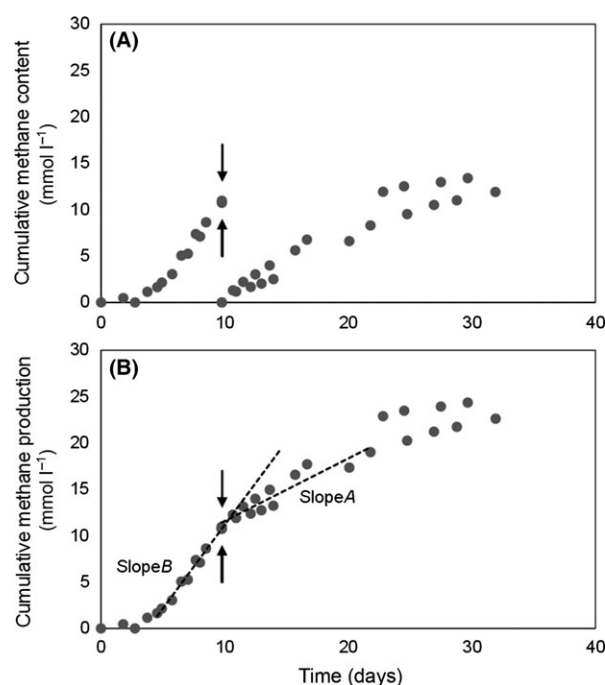 (A)
Cumulative methane content
(mmol l⁻¹)
30
25
20
15
10
5
0
0 10 20 30 40
(B)
Cumulative methane production
(mmol l⁻¹)
30
25
20
15
10
5
0
SlopeA
SlopeB
0 10 20 30 40
Time (days)